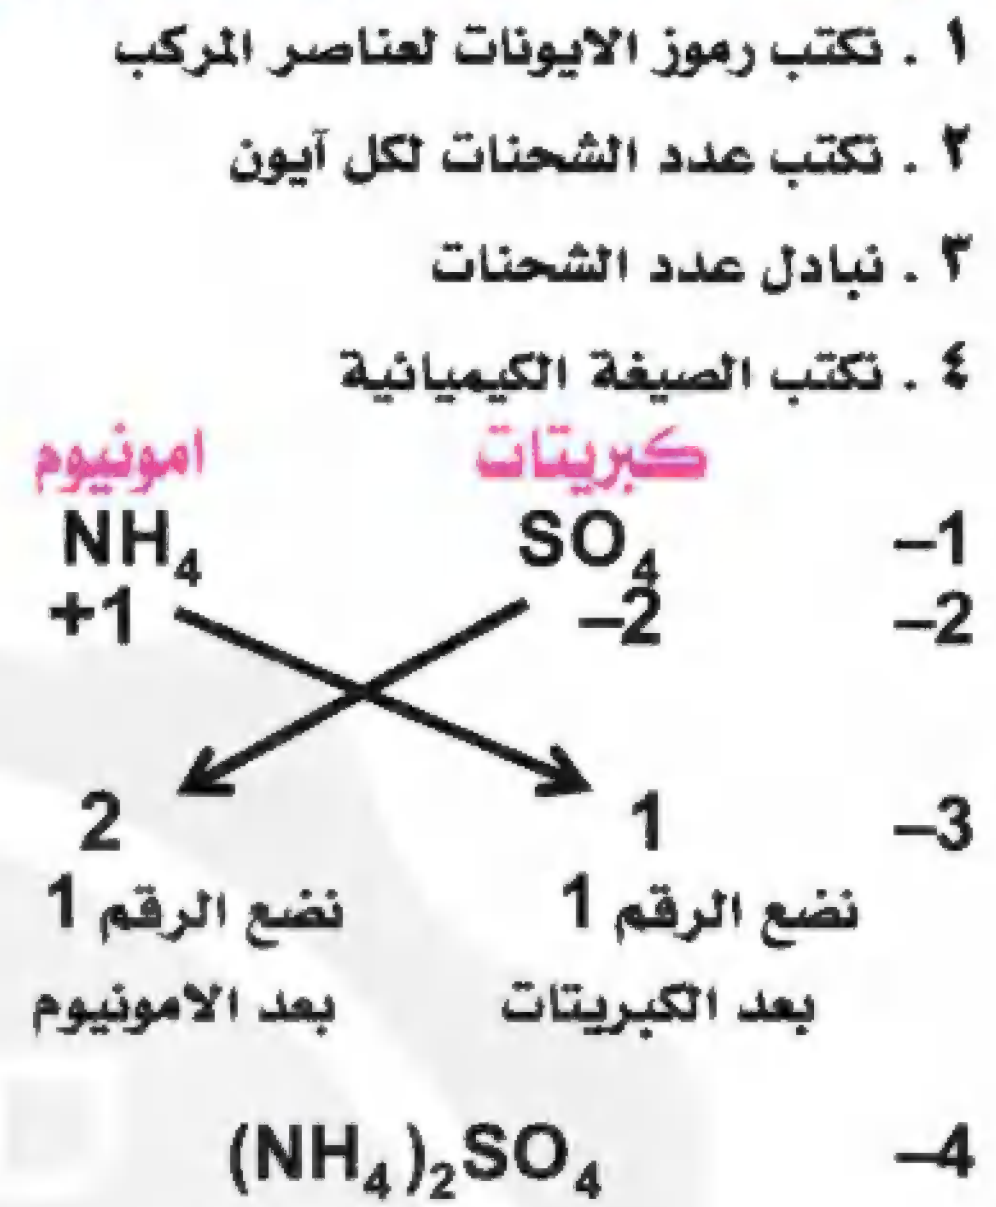 ١ . نكتب رموز الايونات لعناصر المركب
٢ . نكتب عدد الشحنات لكل آيون
٣ . نبادل عدد الشحنات
٤ . نكتب الصيغة الكيميائية
كبريتات امونيوم
NH₄ SO₄ –1
+1 –2 –2
2 1 –3
نضع الرقم 1 نضع الرقم 1
بعد الكبريتات بعد الامونيوم
(NH₄)₂SO₄ –4